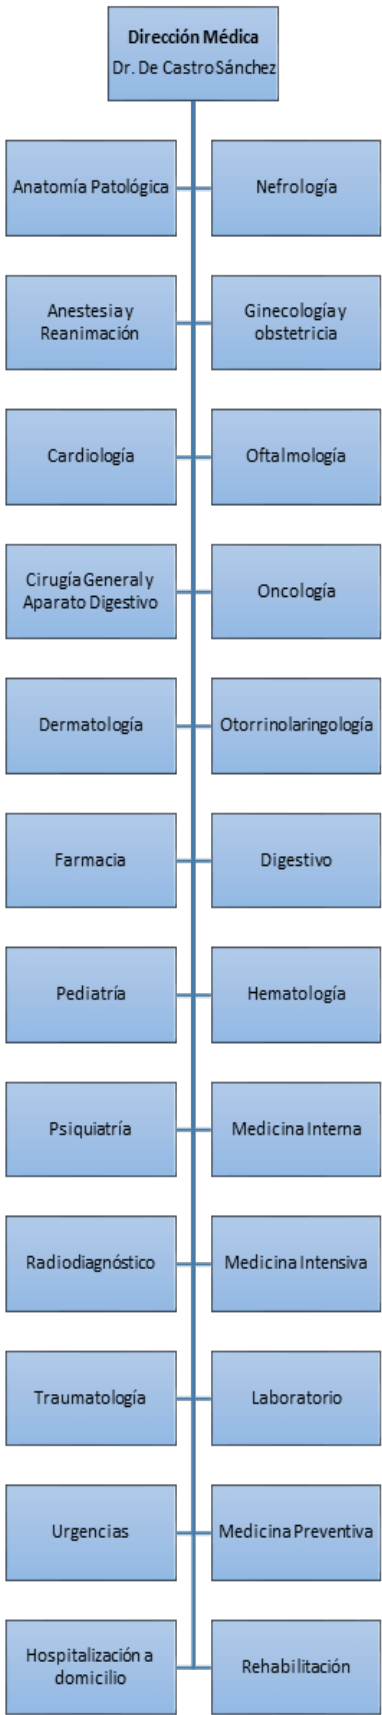 Dirección Médica
Dr. De Castro Sánchez
Anatomía Patológica
Nefrología
Anestesia y
Reanimación
Ginecología y
obstetricia
Cardiología
Oftalmología
Cirugía General y
Aparato Digestivo
Oncología
Dermatología
Otorrinolaringología
Farmacia
Digestivo
Pediatría
Hematología
Psiquiatría
Medicina Interna
Radiodiagnóstico
Medicina Intensiva
Traumatología
Laboratorio
Urgencias
Medicina Preventiva
Hospitalización a
domicilio
Rehabilitación